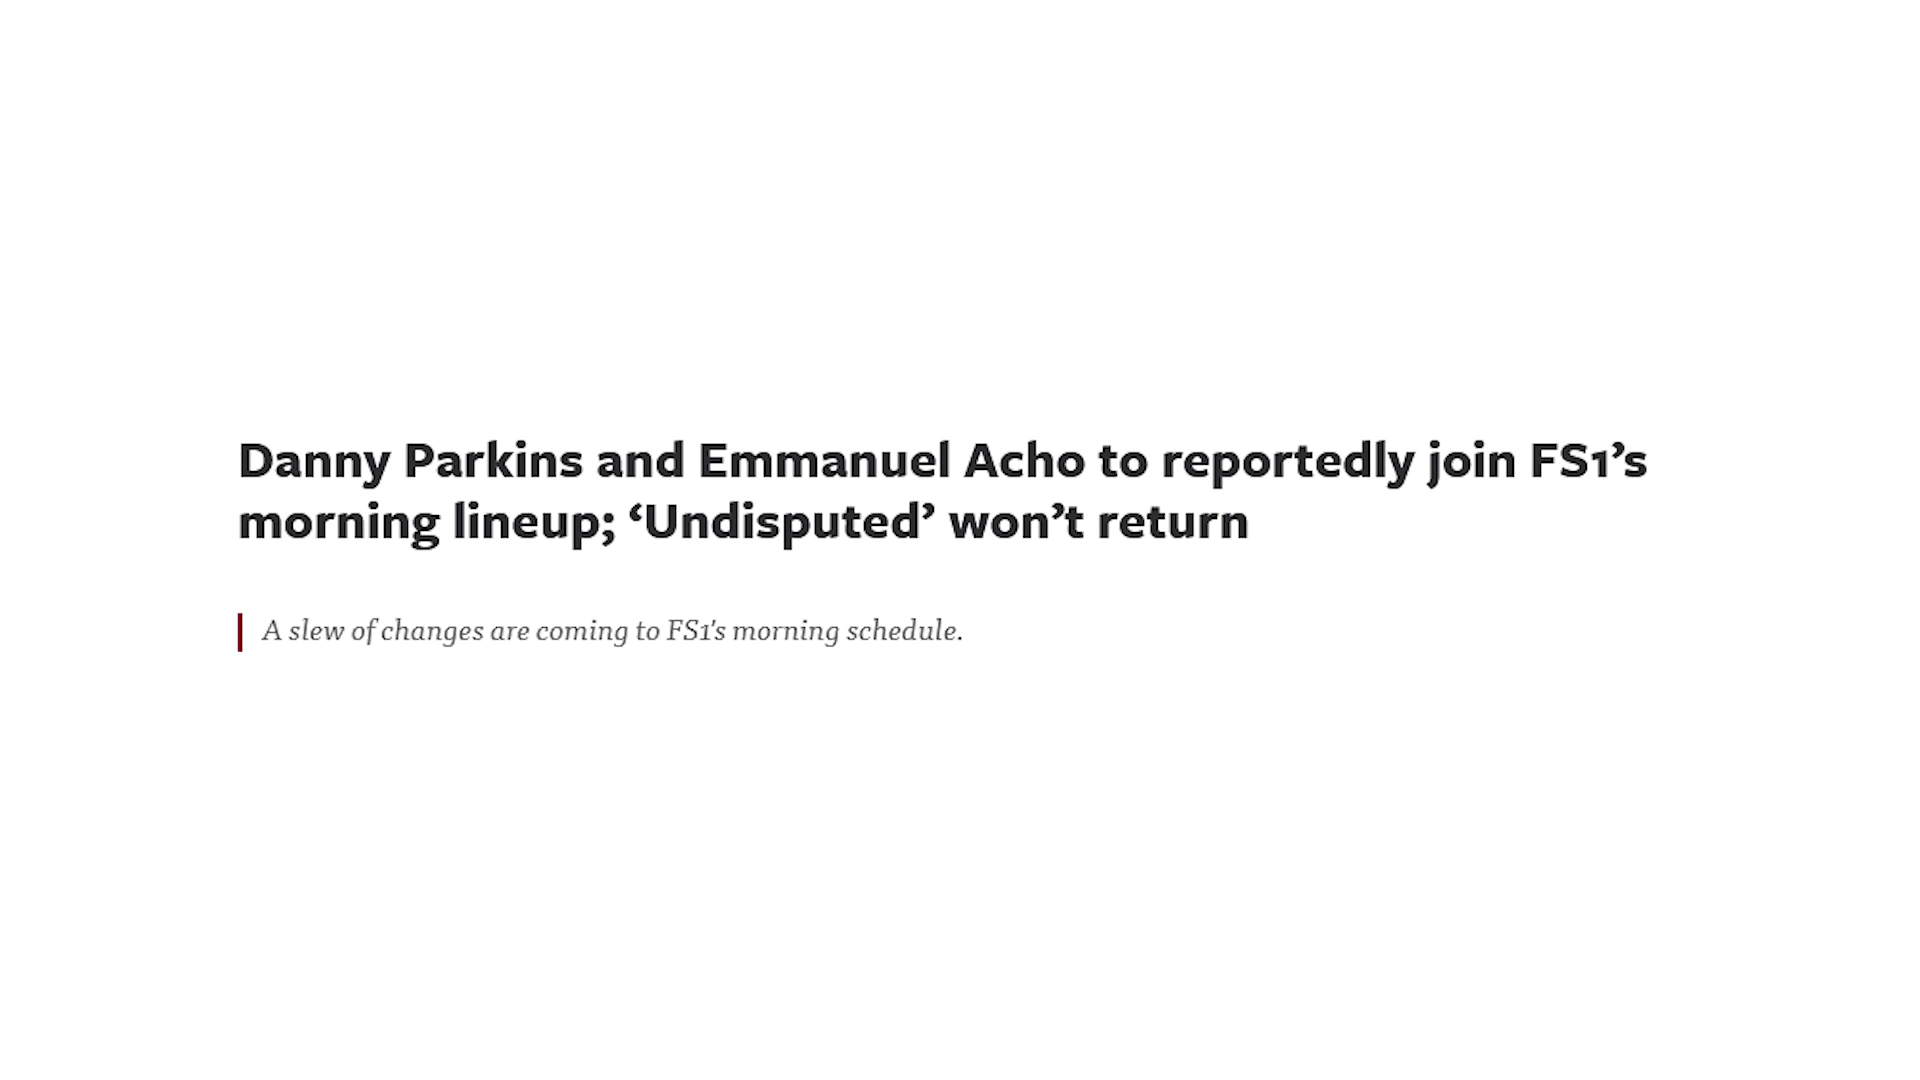 Danny Parkins and Emmanuel Acho to reportedly join FS1’s
morning lineup; ‘Undisputed’ won’t return
A slew of changes are coming to FS1's morning schedule.